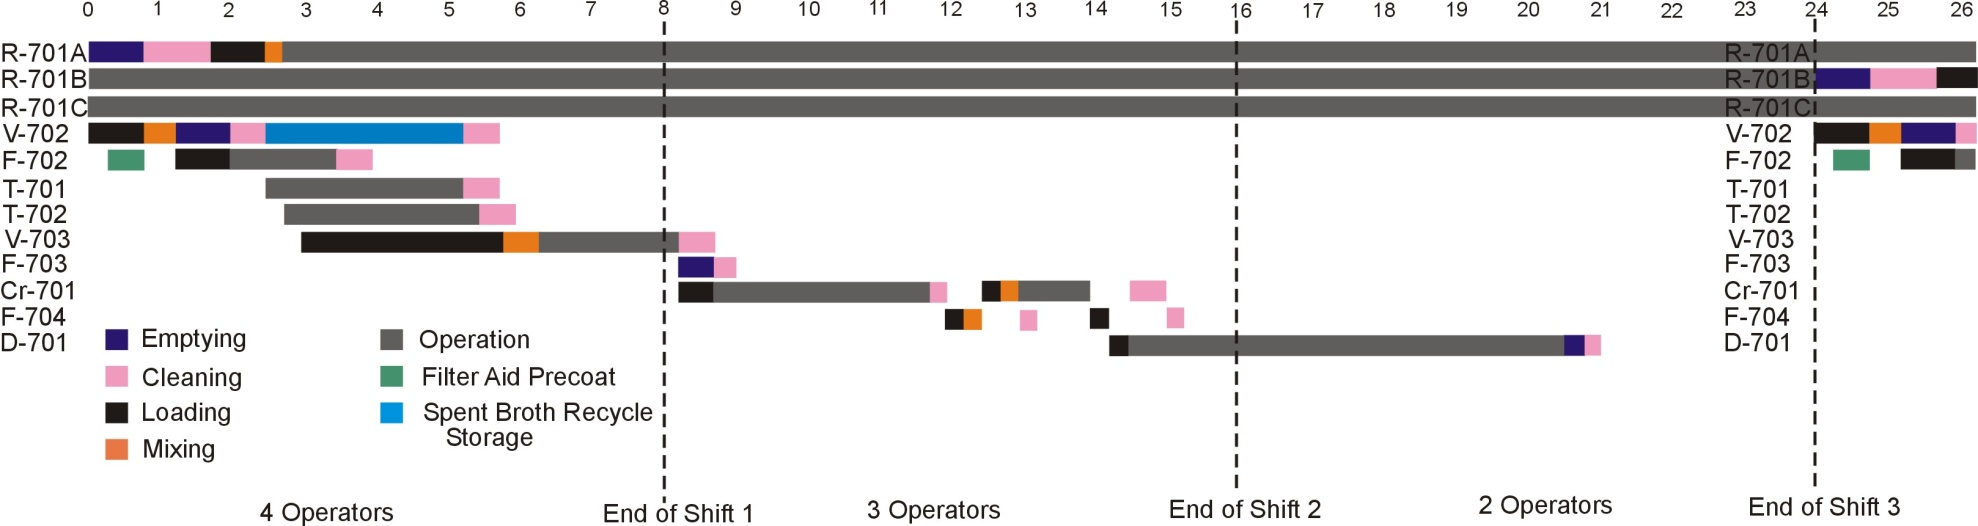 0 1 2 3 4 5 6 7 8 9 10 11 12 13 14 15 16 17 18 19 20 21 22 23 24 25 26
R-701A R-701A
R-701B R-701B
R-701C R-701C
V-702 V-702
F-702 F-702
T-701 T-701
T-702 T-702
V-703 V-703
F-703 F-703
Cr-701 Cr-701
F-704 F-704
D-701 D-701
Emptying
Cleaning
Loading
Mixing
Operation
Filter Aid Precoat
Spent Broth Recycle
Storage
4 Operators End of Shift 1 3 Operators End of Shift 2 2 Operators End of Shift 3